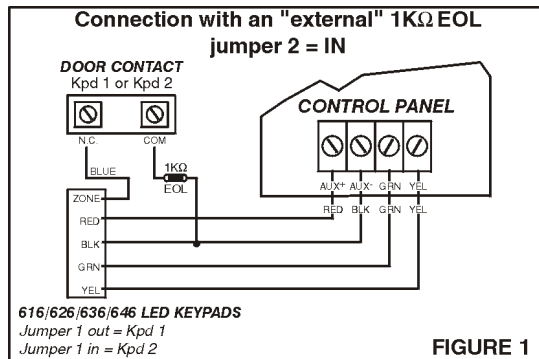 Connection with an "external" 1KΩ EOL
jumper 2 = IN
DOOR CONTACT
Kpd 1 or Kpd 2
N.C. COM
BLUE
1KΩ
EOL
CONTROL PANEL
AUX+ AUX- GRN YEL
RED BLK GRN YEL
ZONE
RED
BLK
GRN
YEL
616/626/636/646 LED KEYPADS
Jumper 1 out = Kpd 1
Jumper 1 in = Kpd 2
FIGURE 1